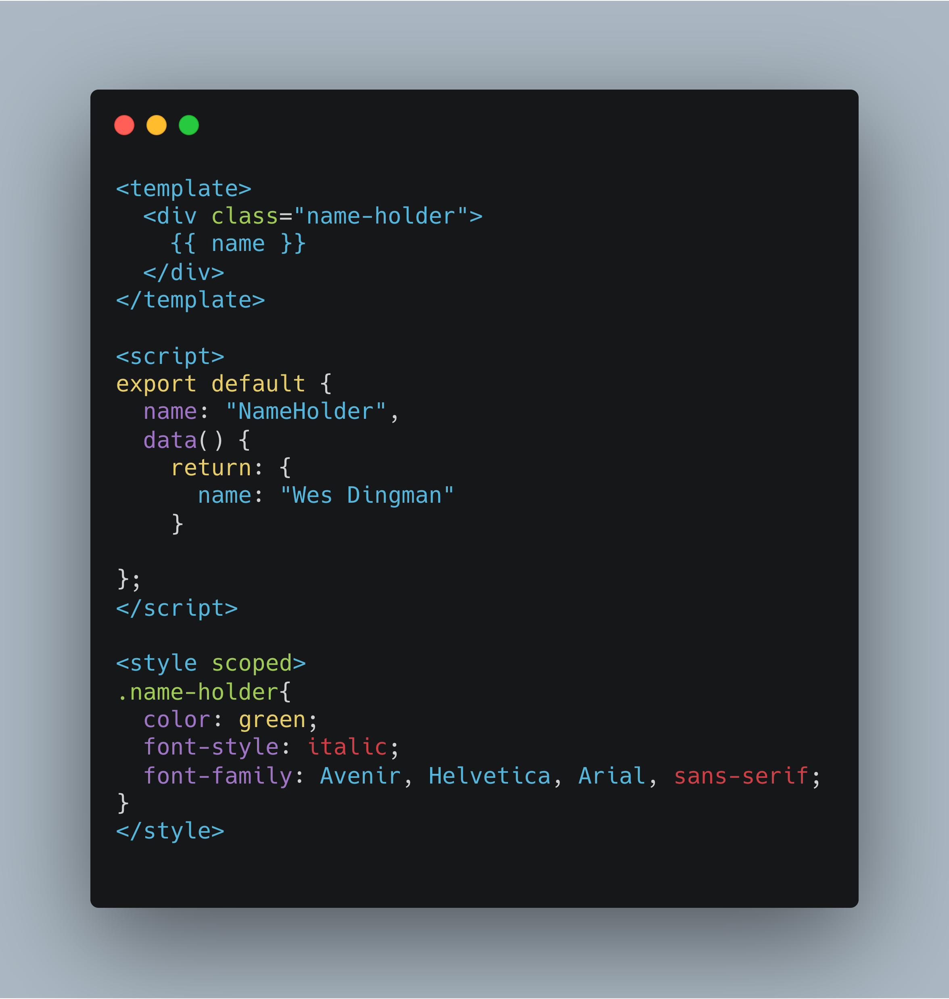 <template>
  <div class="name-holder">
    {{ name }}
  </div>
</template>

<script>
export default {
  name: "NameHolder",
  data() {
    return: {
      name: "Wes Dingman"
    }

};
</script>

<style scoped>
.name-holder{
  color: green;
  font-style: italic;
  font-family: Avenir, Helvetica, Arial, sans-serif;
}
</style>